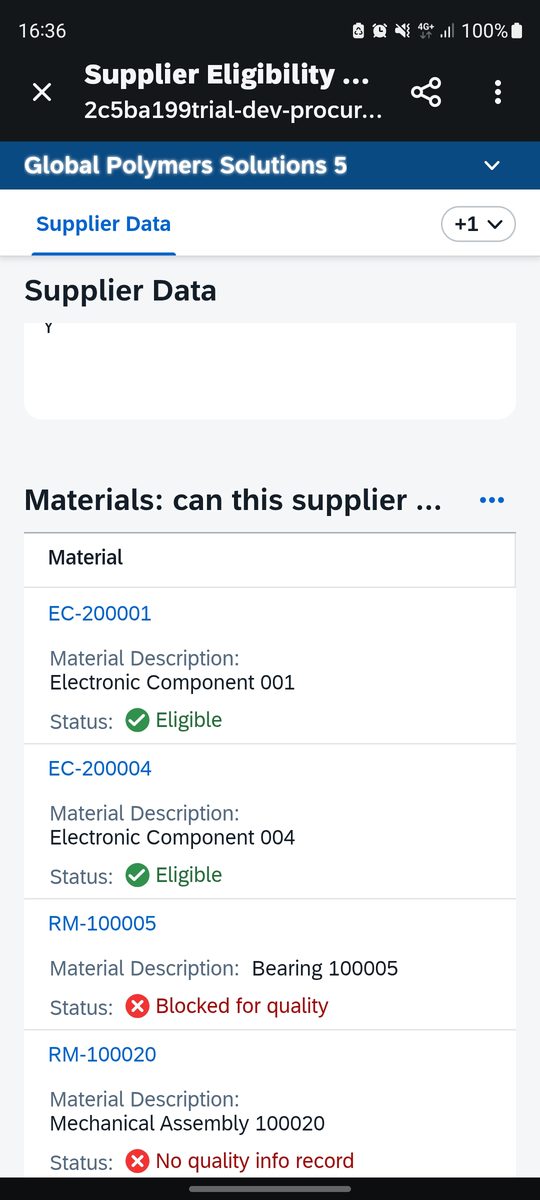 16:36
4G+
100%
Supplier Eligibility ...
2c5ba199trial-dev-procur...
Global Polymers Solutions 5
Supplier Data
+1
Supplier Data
Y
Materials: can this supplier ...
Material
EC-200001
Material Description:
Electronic Component 001
Status: Eligible
EC-200004
Material Description:
Electronic Component 004
Status: Eligible
RM-100005
Material Description: Bearing 100005
Status: Blocked for quality
RM-100020
Material Description:
Mechanical Assembly 100020
Status: No quality info record